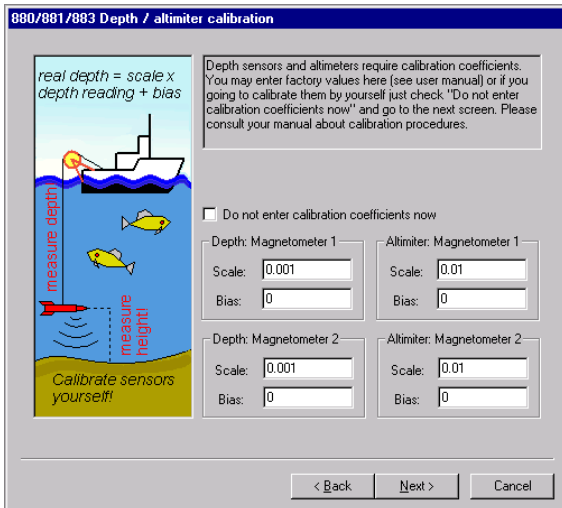 880/881/883 Depth / altimiter calibration
real depth = scale x
depth reading + bias
measure depth
measure
height!
Calibrate sensors
yourself!
Depth sensors and altimeters require calibration coefficients.
You may enter factory values here (see user manual) or if you
going to calibrate them by yourself just check "Do not enter
calibration coefficients now" and go to the next screen. Please
consult your manual about calibration procedures.
Do not enter calibration coefficients now
Depth: Magnetometer 1
Scale: 0.001
Bias: 0
Altimiter: Magnetometer 1
Scale: 0.01
Bias: 0
Depth: Magnetometer 2
Scale: 0.001
Bias: 0
Altimiter: Magnetometer 2
Scale: 0.01
Bias: 0
< Back
Next >
Cancel